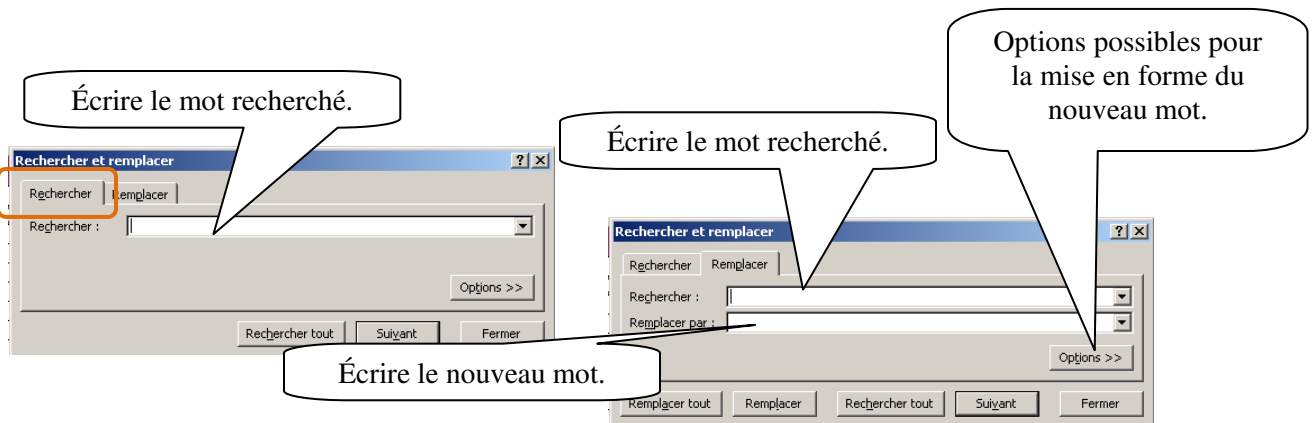 Options possibles pour
la mise en forme du
nouveau mot.
Écrire le mot recherché.
Écrire le mot recherché.
Rechercher et remplacer
Rechercher Remplacer
Rechercher :
Options >>
Rechercher tout Suivant Fermer
Écrire le nouveau mot.
Rechercher et remplacer
Rechercher Remplacer
Rechercher :
Remplacer par :
Options >>
Remplacer tout Remplacer Rechercher tout Suivant Fermer